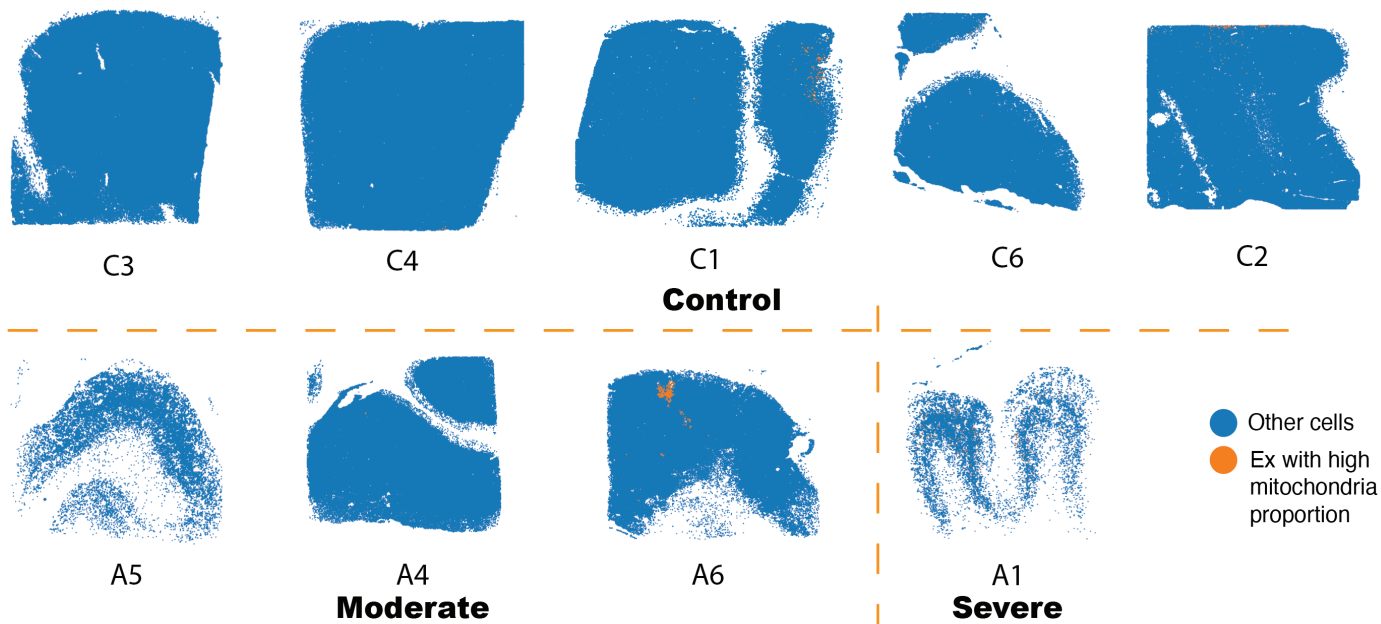 C3
C4
C1
C6
C2
Control
Other cells
Ex with high
mitochondria
proportion
A5
A4
A6
A1
Moderate
Severe